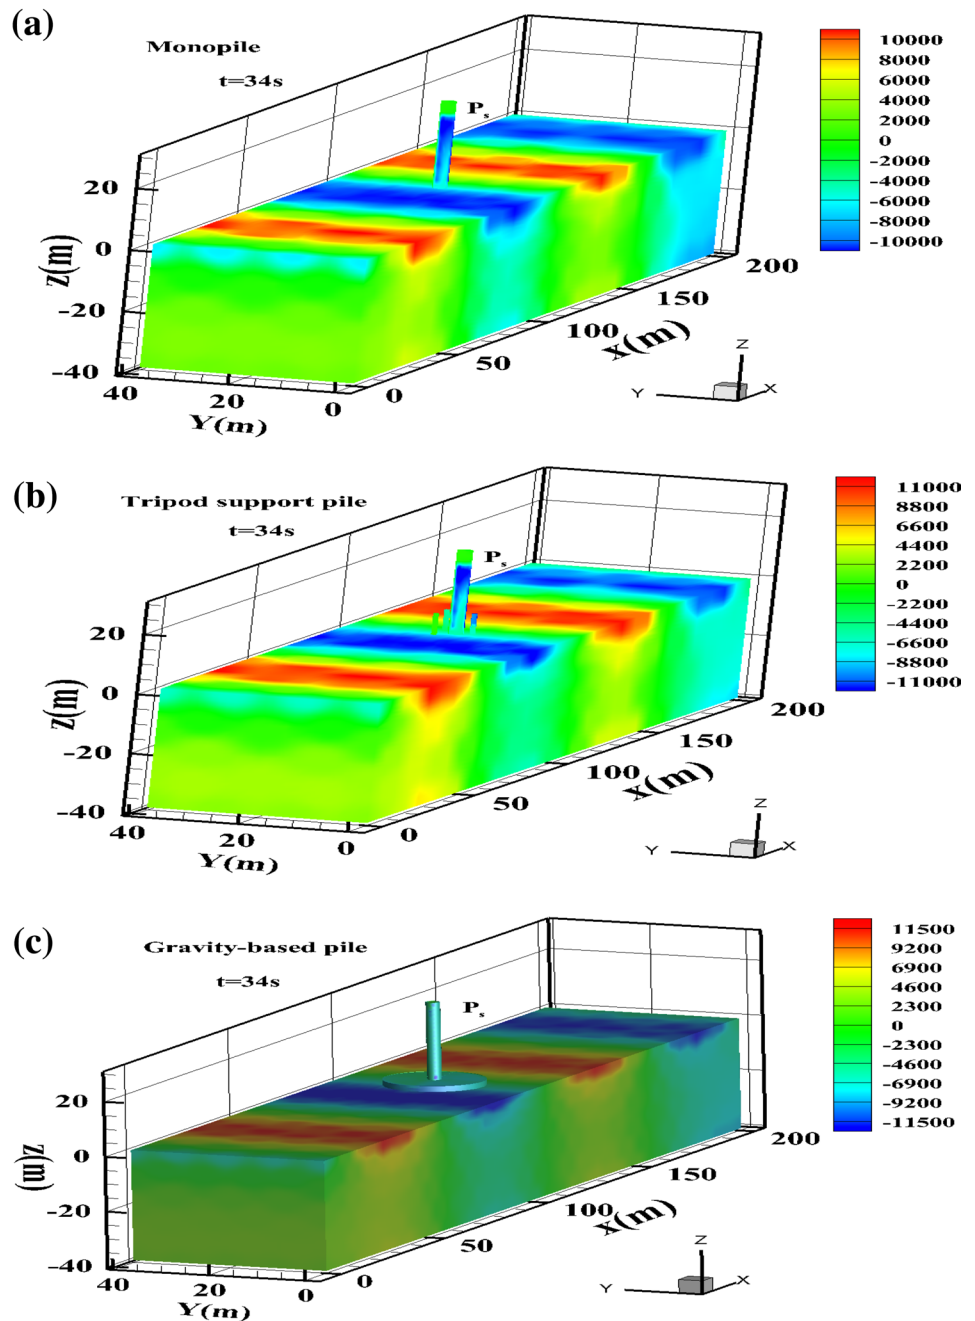 (a)
Monopile
t=34s
Ps
10000
8000
6000
4000
2000
0
-2000
-4000
-6000
-8000
-10000
20
0
-20
-40
z(m)
40
20
0
Y(m)
0
50
100
150
200
x(m)
Z
Y
X
(b)
Tripod support pile
t=34s
Ps
11000
8800
6600
4400
2200
0
-2200
-4400
-6600
-8800
-11000
20
0
-20
-40
z(m)
40
20
0
Y(m)
0
50
100
150
200
x(m)
Z
Y
X
(c)
Gravity-based pile
t=34s
Ps
11500
9200
6900
4600
2300
0
-2300
-4600
-6900
-9200
-11500
20
0
-20
-40
z(m)
40
20
0
Y(m)
0
50
100
150
200
x(m)
Z
Y
X